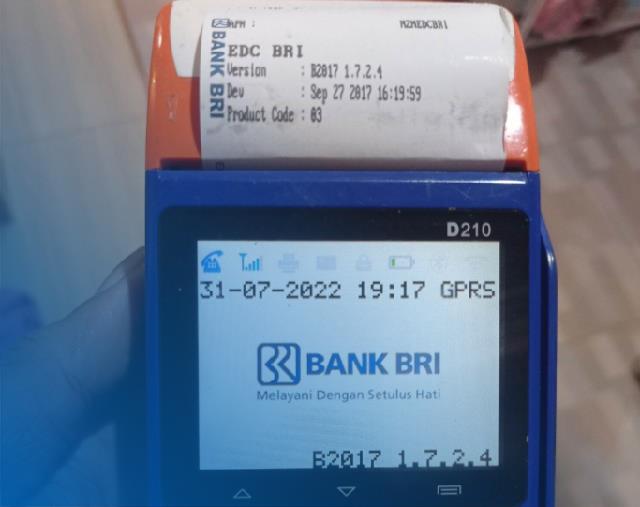 APN : M2MEDCBRI
EDC BRI
Version : B2017 1.7.2.4
Dev : Sep 27 2017 16:19:59
Product Code : 03
BANK BRI
D210
31-07-2022 19:17 GPRS
BANK BRI
Melayani Dengan Setulus Hati
B2017 1.7.2.4